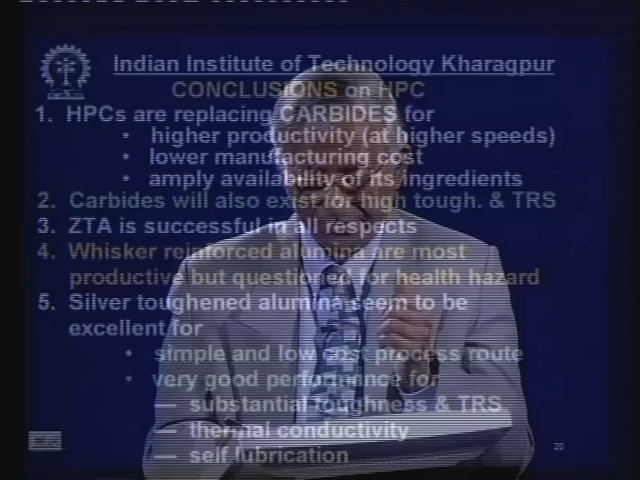 Indian Institute of Technology Kharagpur
CONCLUSIONS on HPC
1. HPCs are replacing CARBIDES for
• higher productivity (at higher speeds)
• lower manufacturing cost
• amply availability of its ingredients
2. Carbides will also exist for high tough. & TRS
3. ZTA is successful in all respects
4. Whisker reinforced alumina are most
productive but questioned for health hazard
5. Silver toughened alumina seem to be
excellent for
• simple and low cost process route
• very good performance for
— substantial toughness & TRS
— thermal conductivity
— self lubrication
20